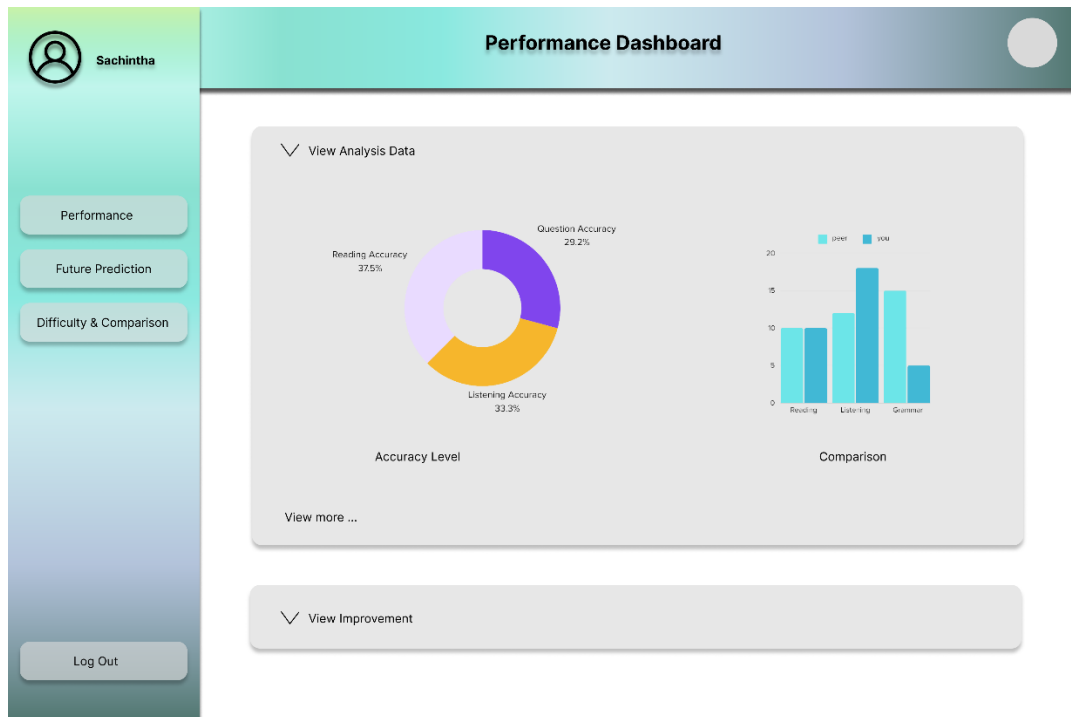 Performance Dashboard
Sachintha
Performance
Future Prediction
Difficulty & Comparison
Log Out
View Analysis Data
Question Accuracy
29.2%
Reading Accuracy
37.5%
Listening Accuracy
33.3%
Accuracy Level
peer you
20
15
10
5
0
Reading Listening Grammar
Comparison
View more ...
View Improvement